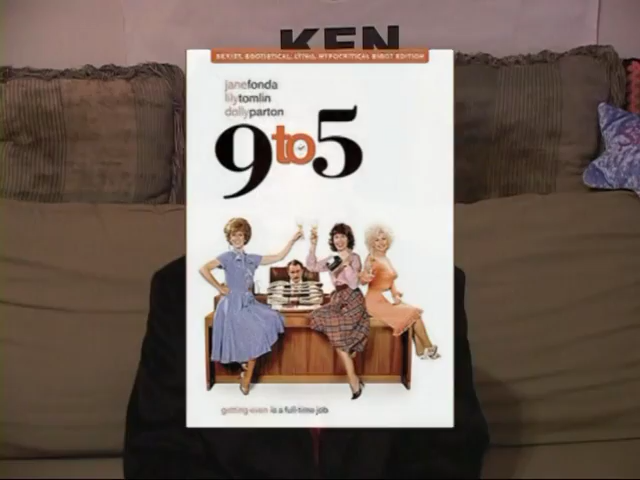 KEN
SEXIST, EGOTISTICAL, LYING, HYPOCRITICAL BIGOT EDITION
janefonda
lilytomlin
dollyparton
9to5
getting even is a full-time job